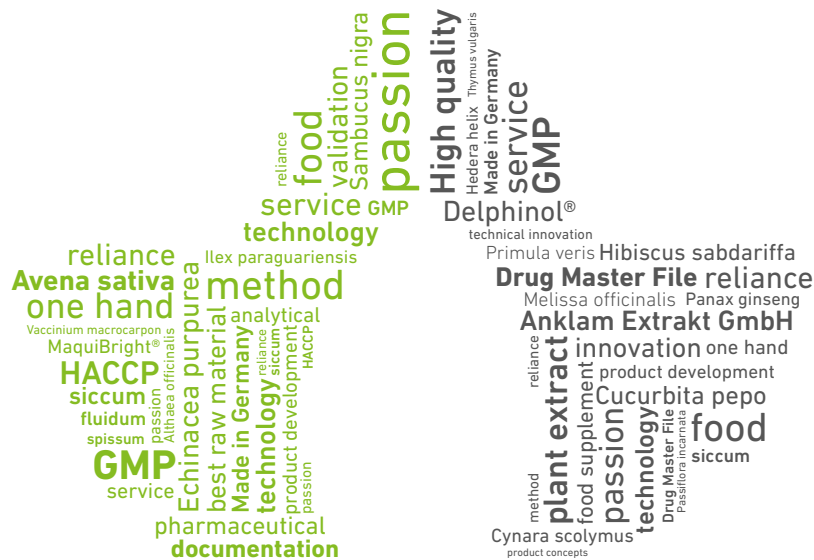 reliance
food
validation
Sambucus nigra
passion
service GMP
technology
Ilex paraguariensis
reliance
Avena sativa
one hand
Vaccinium macrocarpon
MaquiBright®
HACCP
siccum
fluidum
spissum
GMP
service
passion
Althaea officinalis
Echinacea purpurea
method
analytical
best raw material
Made in Germany
technology
reliance
siccum
product development
HACCP
passion
pharmaceutical
documentation
High quality
Hedera helix
Thymus vulgaris
Made in Germany
service
GMP
Delphinol®
technical innovation
Primula veris Hibiscus sabdariffa
Drug Master File reliance
Melissa officinalis Panax ginseng
Anklam Extrakt GmbH
reliance
plant extract
innovation one hand
product development
Cucurbita pepo
method
food supplement
passion
technology
Drug Master File
Passiflora incarnata
food
siccum
Cynara scolymus
product concepts